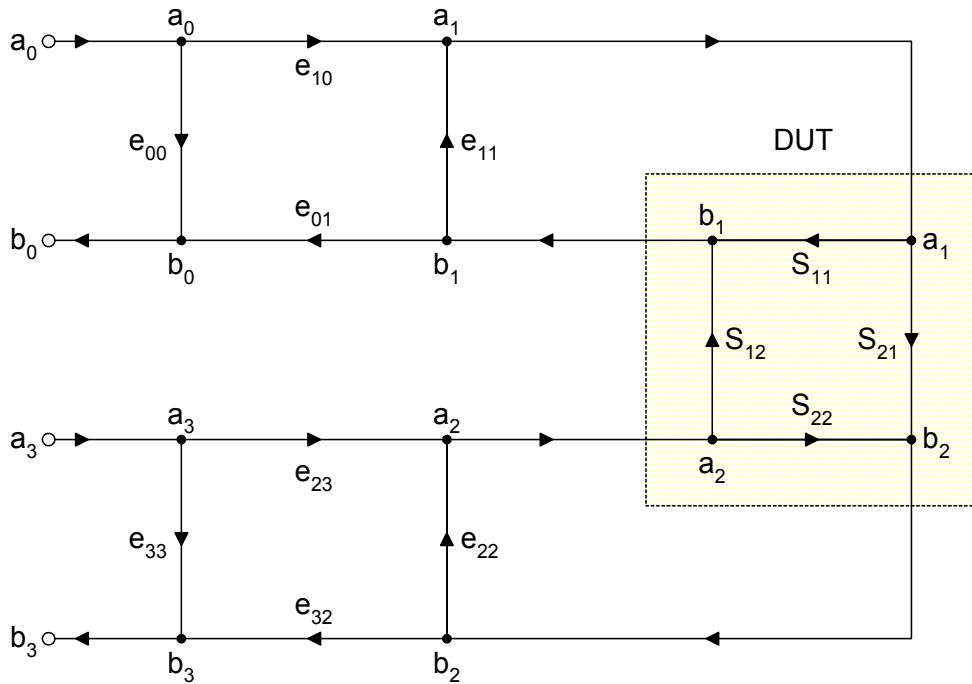 a₀ a₁
a₀
e₁₀
e₀₀ e₁₁ DUT
e₀₁ b₁
b₀ a₁
b₀ b₁ S₁₁
S₁₂ S₂₁
a₃ a₂ S₂₂
a₃ b₂
e₂₃ a₂
e₃₃ e₂₂
e₃₂
b₃
b₃ b₂